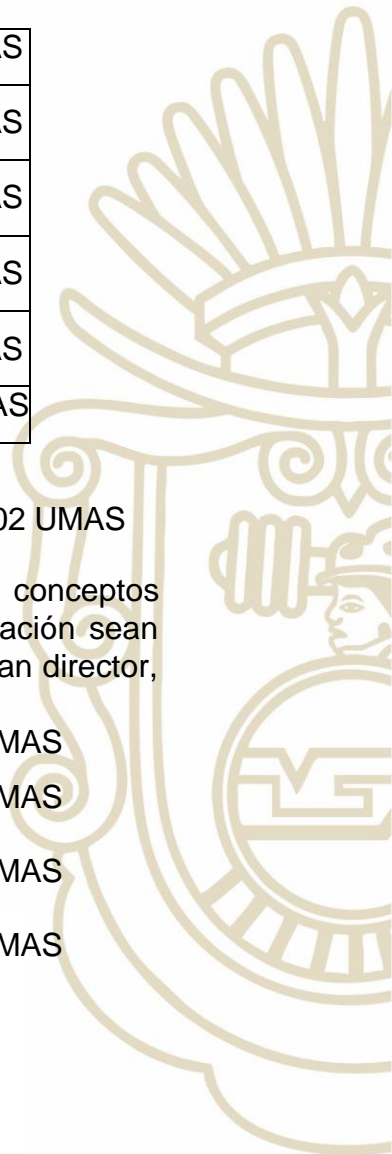 AS
AS
AS
AS
AS
AS
02 UMAS
conceptos
ación sean
an director,
MAS
MAS
MAS
MAS